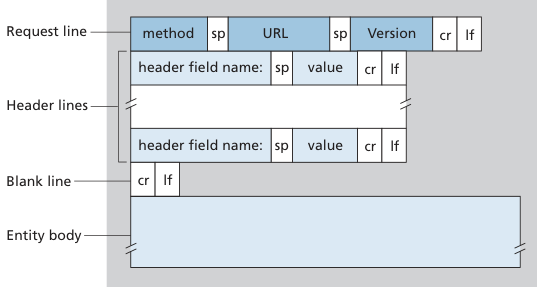 Request line method sp URL sp Version cr lf
header field name: sp value cr lf
Header lines
header field name: sp value cr lf
Blank line cr lf
Entity body